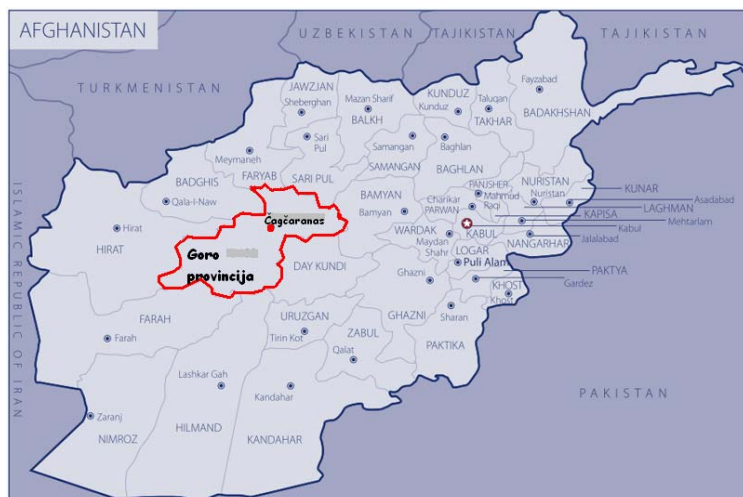 AFGHANISTAN
UZBEKISTAN
TAJIKISTAN
TAJIKISTAN
TURKMENISTAN
ISLAMIC REPUBLIC OF IRAN
PAKISTAN
JAWZJAN
Sheberghan
Mazan Sharif
BALKH
KUNDUZ
Kunduz
Taluqan
TAKHAR
Fayzabad
BADAKHSHAN
Sari
Pul
Meymaneh
FARYAB
SARI PUL
Samangan
SAMANGAN
Baghlan
BAGHLAN
BADGHIS
Qala-I-Naw
BAMYAN
Bamyan
PANJSHER
Charikar
Mahmud
Raqi
PARWAN
NURISTAN
Nuristan
KUNAR
Asadabad
LAGHMAN
KAPISA
Mehtarlam
Kabul
KABUL
Jalalabad
NANGARHAR
WARDAK
Maydan
Shahr
LOGAR
Puli Alam
PAKTYA
Gardez
KHOST
Khost
Hirat
HIRAT
Čagčaranas
Goro
provincija
DAY KUNDI
Ghazni
GHAZNI
Sharan
PAKTIKA
FARAH
Farah
URUZGAN
Tirin Kot
ZABUL
Qalat
Lashkar Gah
Kandahar
Zaranj
NIMROZ
HILMAND
KANDAHAR